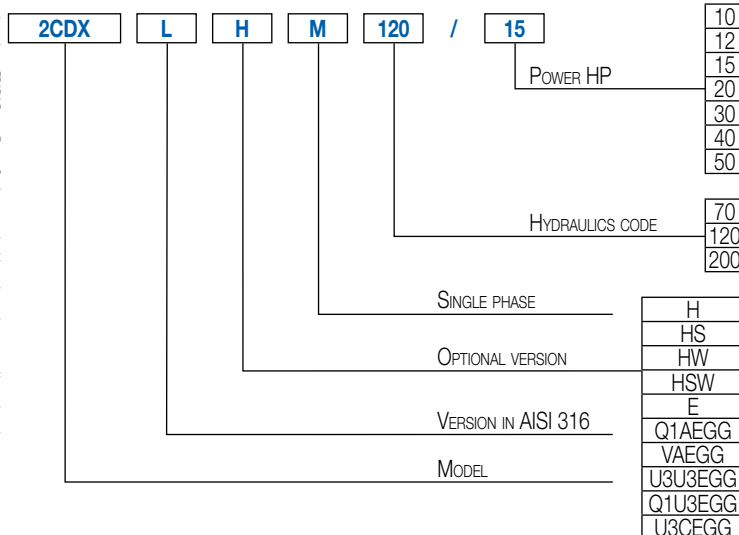 2CDX L H M 120 / 15
POWER HP
10
12
15
20
30
40
50
HYDRAULICS CODE
70
120
200
SINGLE PHASE
OPTIONAL VERSION
H
HS
HW
HSW
E
Q1AEGG
VAEGG
U3U3EGG
Q1U3EGG
U3CEGG
VERSION IN AISI 316
MODEL